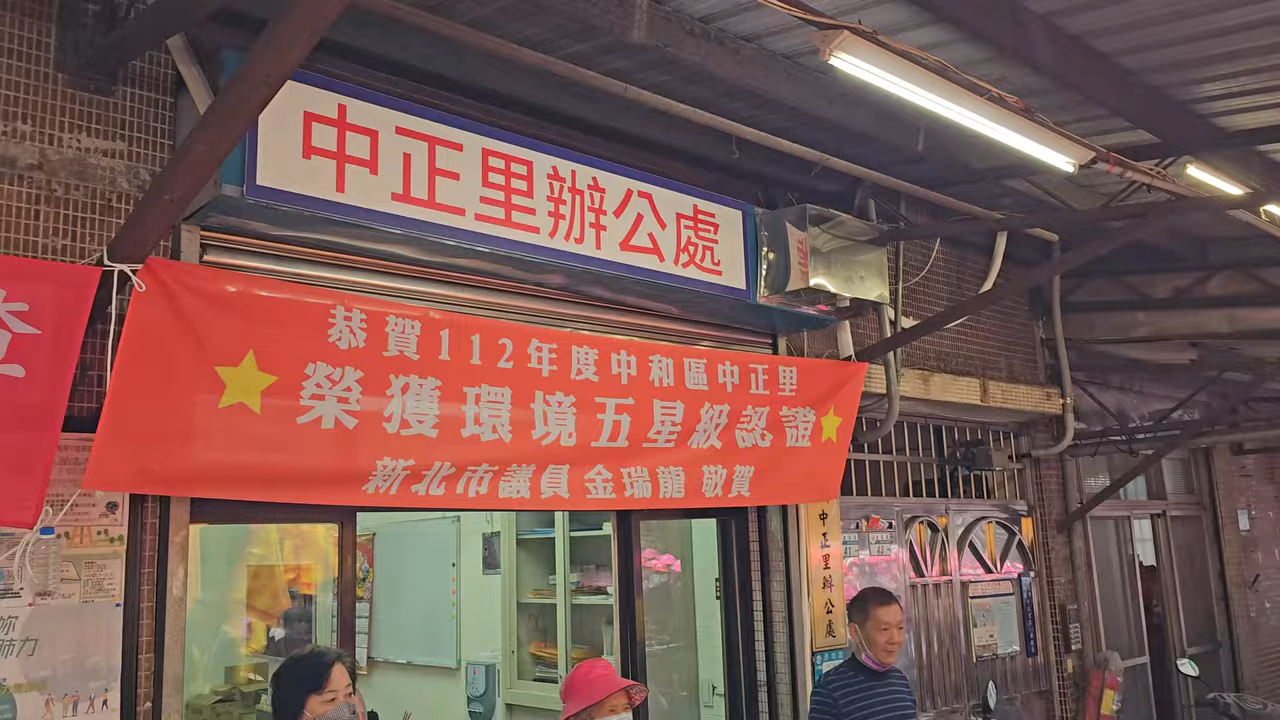 中正里辦公處
恭賀112年度中和區中正里
榮獲環境五星級認證
新北市議員金瑞龍 敬賀
中正里辦公處